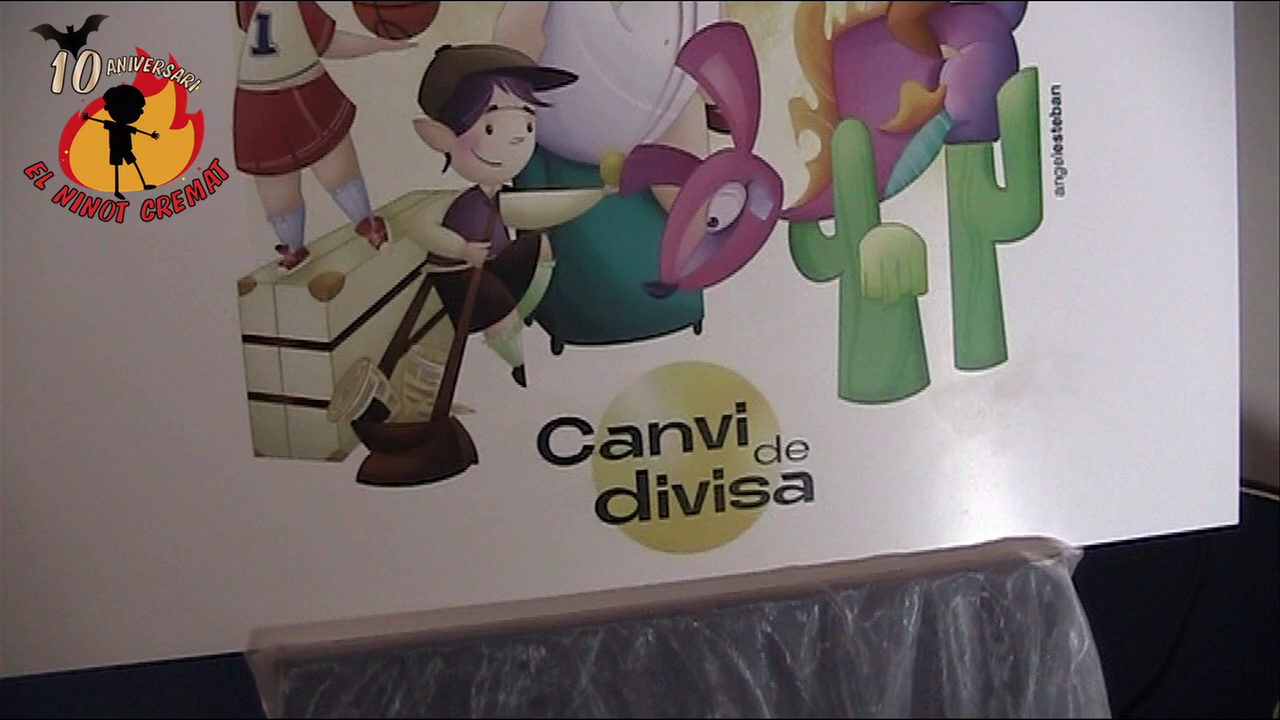 10 ANIVERSARI
EL NINOT CREMAT
1
angelesteban
Canvi de
divisa